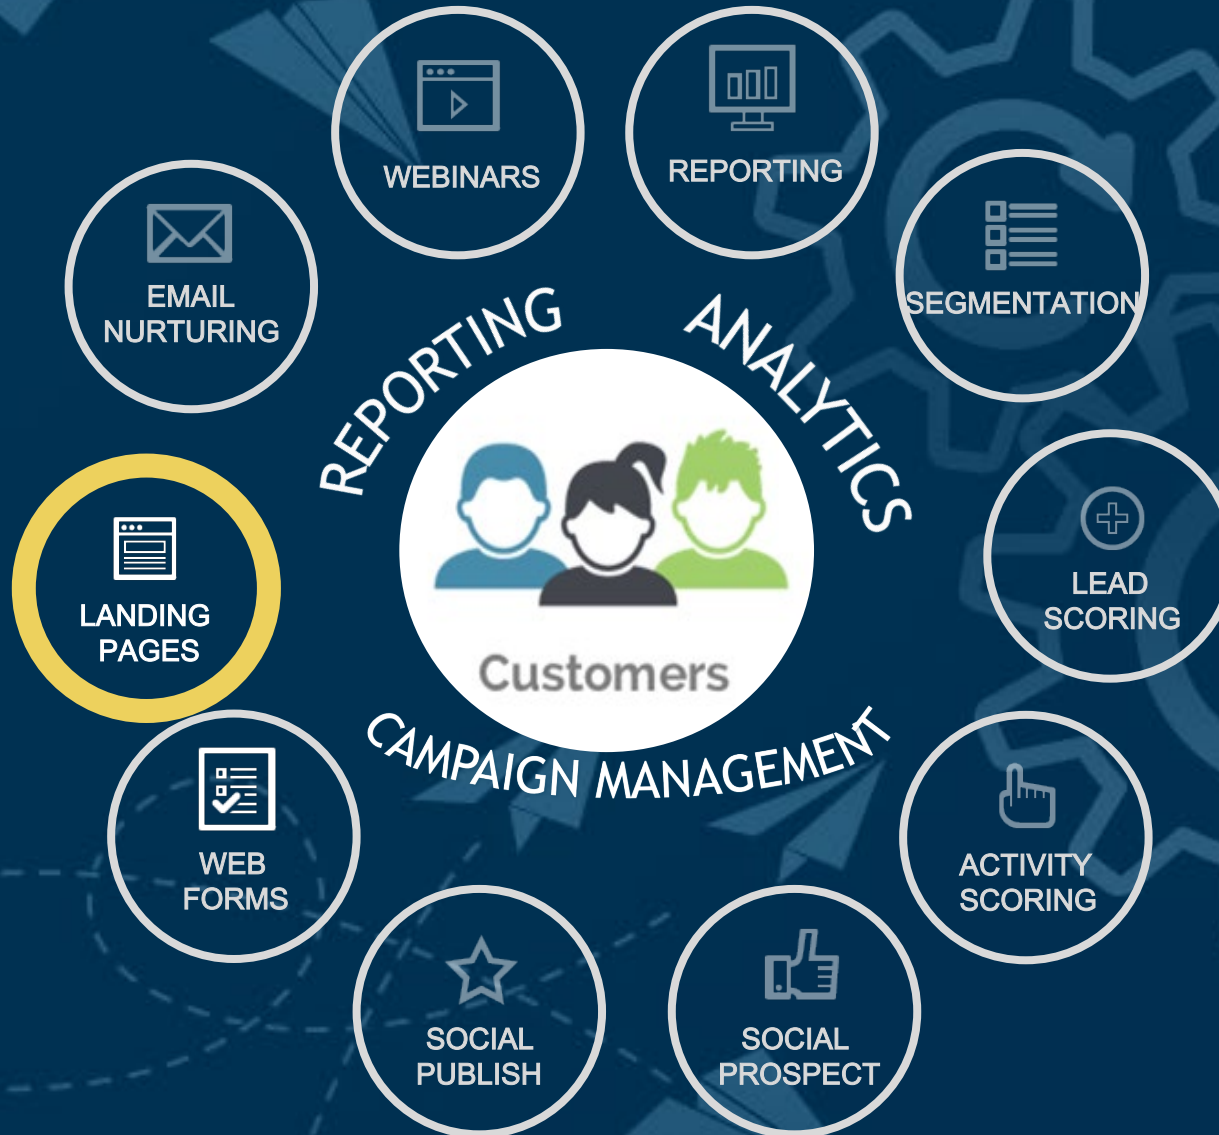 WEBINARS
REPORTING
EMAIL
NURTURING
SEGMENTATION
REPORTING
ANALYTICS
LANDING
PAGES
Customers
LEAD
SCORING
CAMPAIGN MANAGEMENT
WEB
FORMS
ACTIVITY
SCORING
SOCIAL
PUBLISH
SOCIAL
PROSPECT